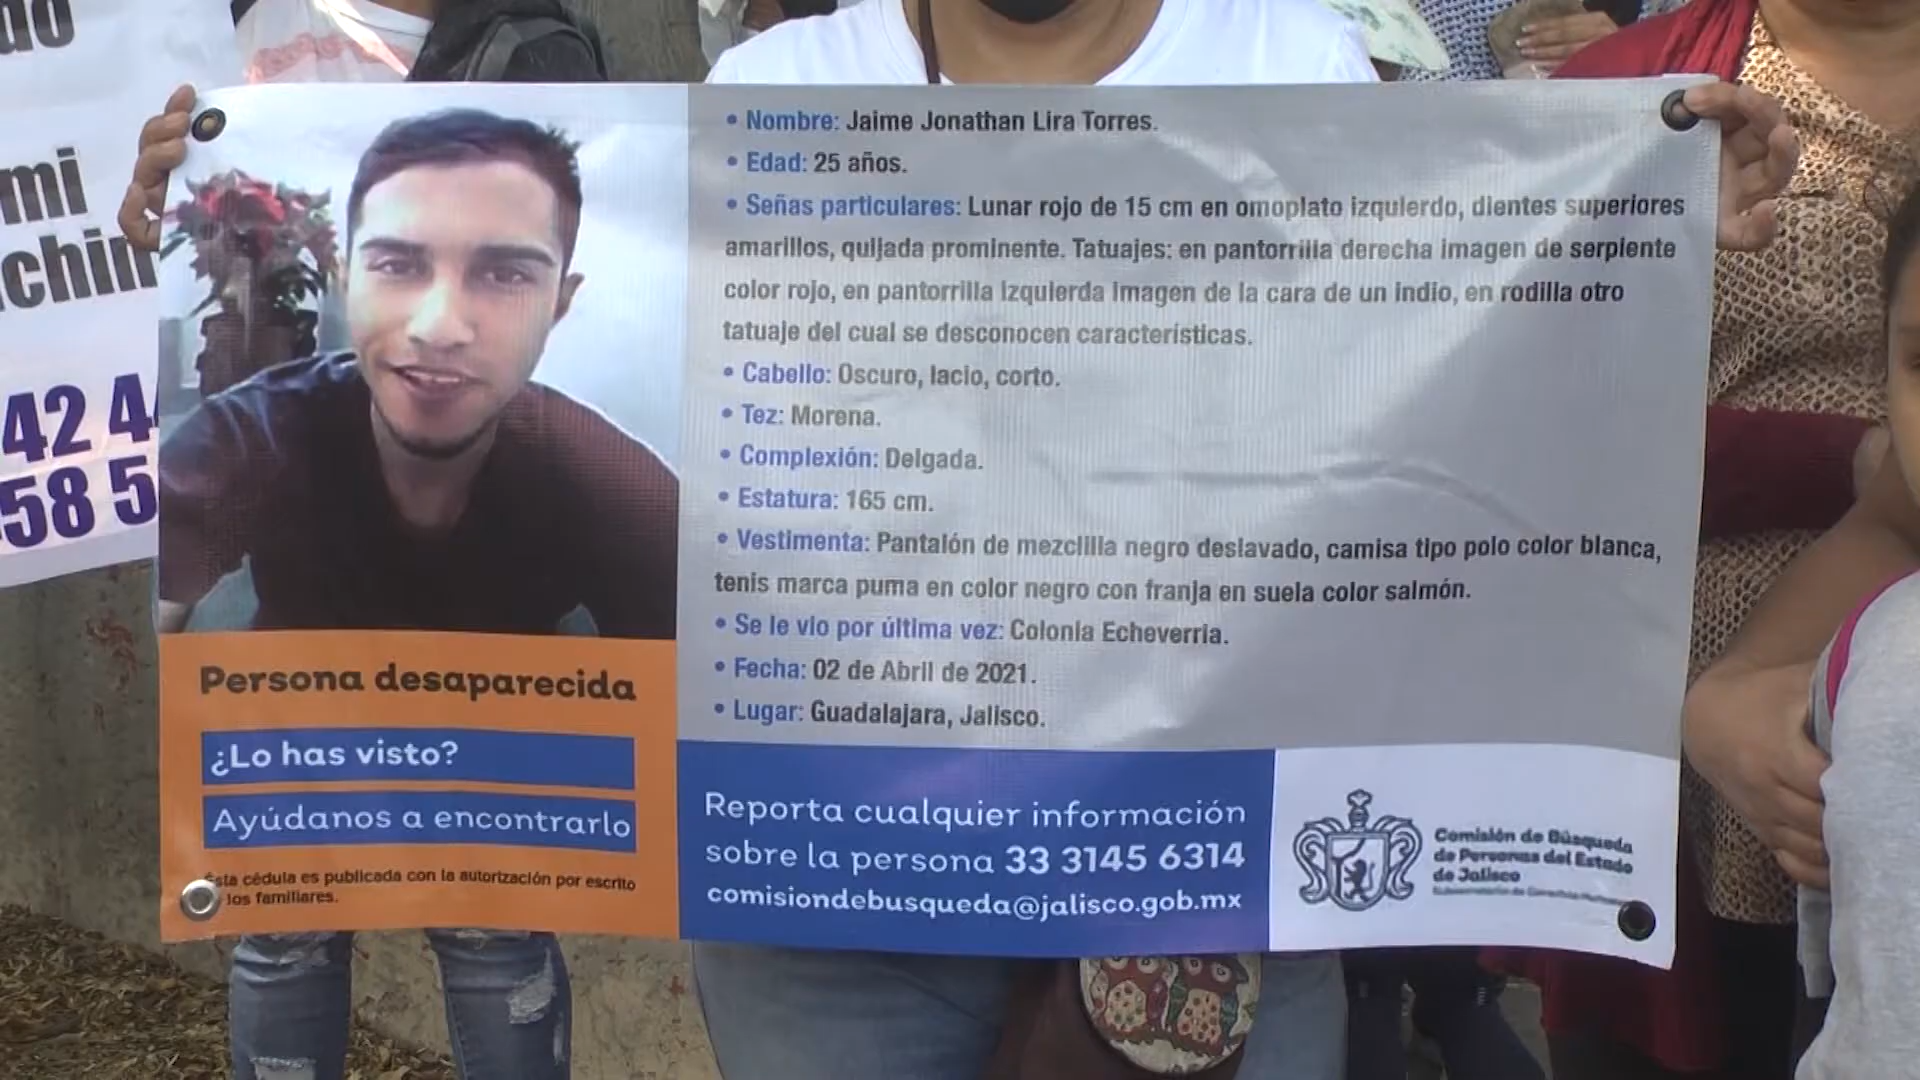 do
mi
chin
42 4
58 5
• Nombre: Jaime Jonathan Lira Torres.
• Edad: 25 años.
• Señas particulares: Lunar rojo de 15 cm en omoplato izquierdo, dientes superiores
amarillos, quijada prominente. Tatuajes: en pantorrilla derecha imagen de serpiente
color rojo, en pantorrilla izquierda imagen de la cara de un indio, en rodilla otro
tatuaje del cual se desconocen características.
• Cabello: Oscuro, lacio, corto.
• Tez: Morena.
• Complexión: Delgada.
• Estatura: 165 cm.
• Vestimenta: Pantalón de mezclilla negro deslavado, camisa tipo polo color blanca,
tenis marca puma en color negro con franja en suela color salmón.
• Se le vio por última vez: Colonia Echeverria.
• Fecha: 02 de Abril de 2021.
• Lugar: Guadalajara, Jalisco.
Persona desaparecida
¿Lo has visto?
Ayúdanos a encontrarlo
Ésta cédula es publicada con la autorización por escrito
los familiares.
Reporta cualquier información
sobre la persona 33 3145 6314
comisiondebusqueda@jalisco.gob.mx
Comisión de Búsqueda
de Personas del Estado
de Jalisco